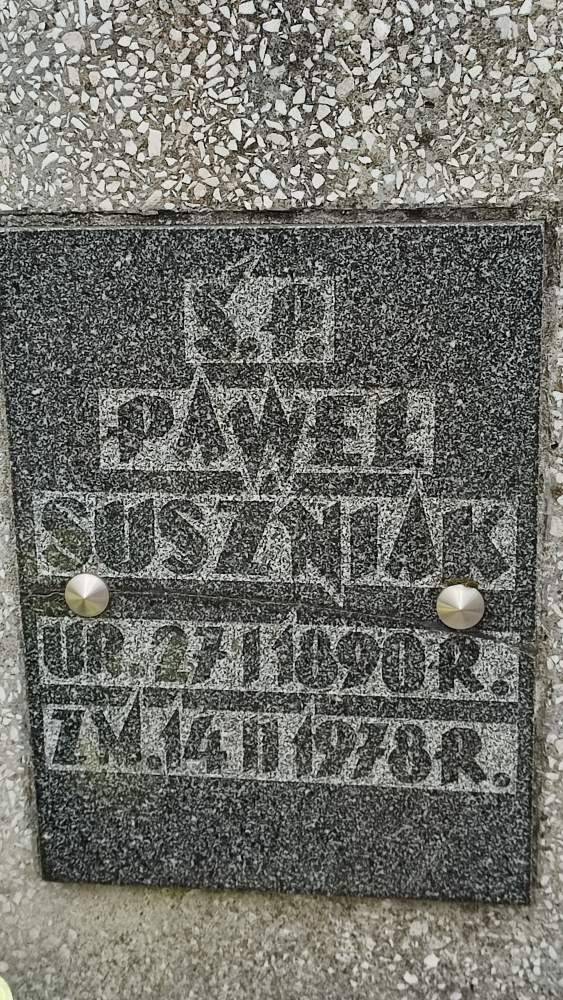 Ś.P.
PAWEŁ
SUSZNIAK
UR. 27 I 1890 R.
ZM. 14 II 1978 R.